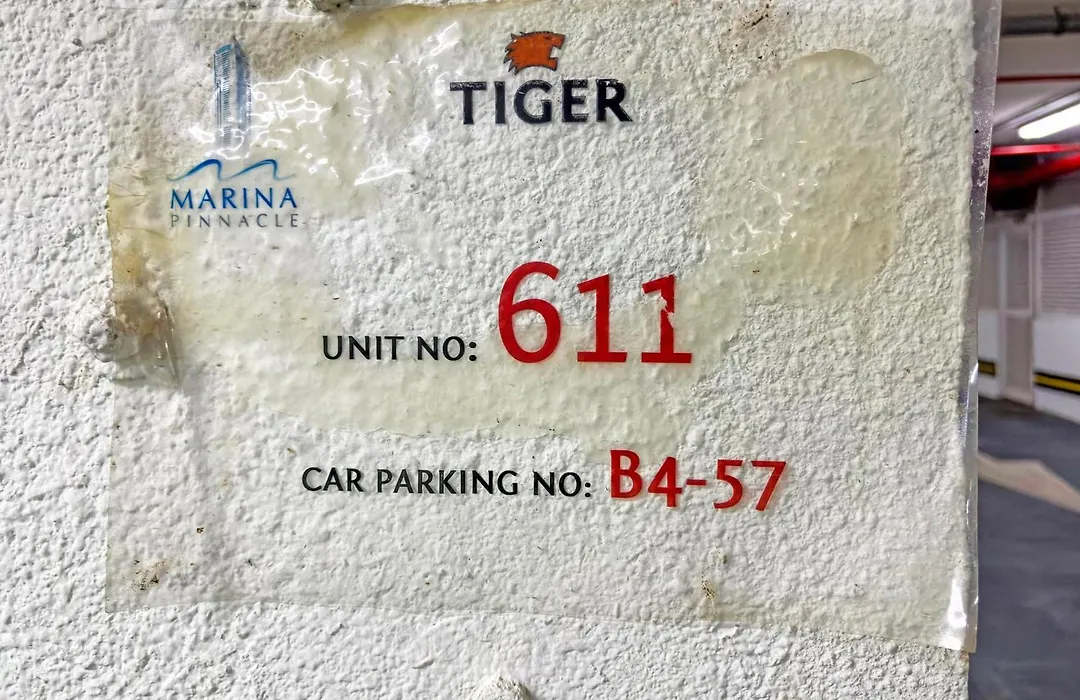 TIGER
MARINA
PINNACLE
UNIT NO: 611
CAR PARKING NO: B4-57